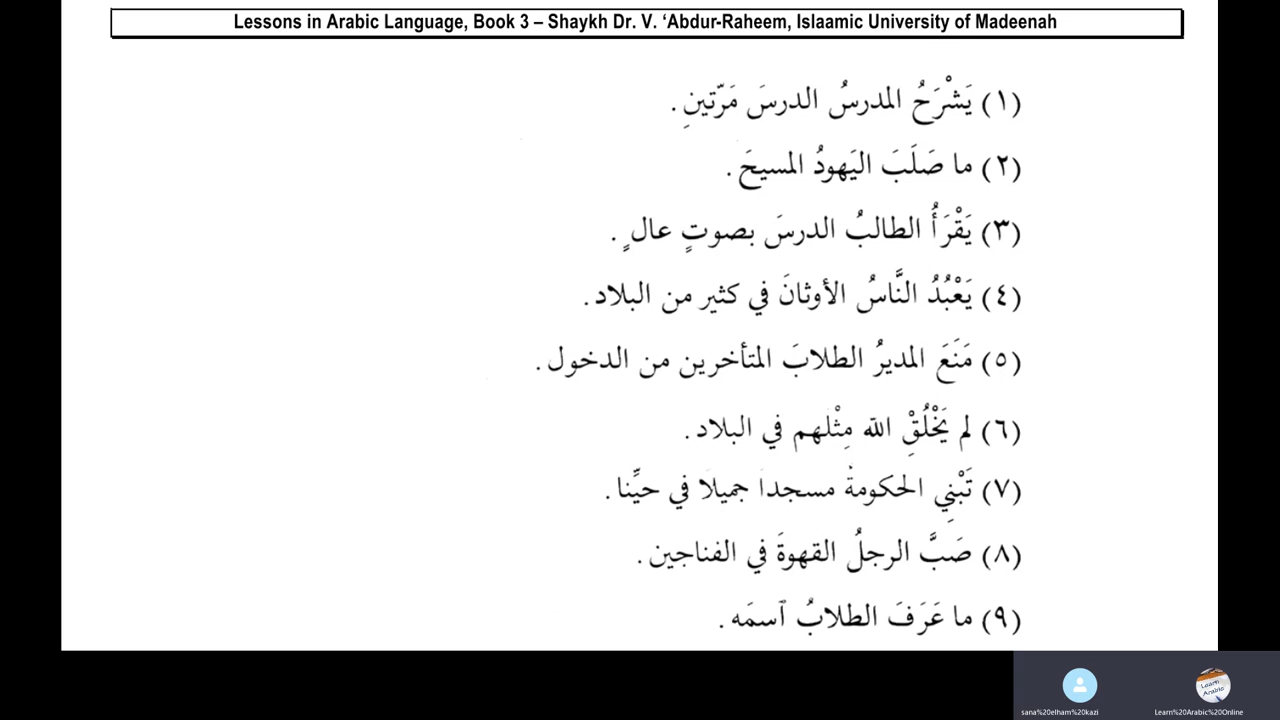 Lessons in Arabic Language, Book 3 – Shaykh Dr. V. ‘Abdur-Raheem, Islaamic University of Madeenah
(١) يَشْرَحُ المدرسُ الدرسَ مَرّتينِ .
(٢) ما صَلَبَ اليَهودُ المسيحَ .
(٣) يَقْرَأُ الطالبُ الدرسَ بصوتٍ عالٍ .
(٤) يَعْبُدُ النَّاسُ الأوثانَ في كثير من البلاد .
(٥) مَنَعَ المديرُ الطلابَ المتأخرين من الدخول .
(٦) لم يَخْلُقْ الله مِثْلهم في البلاد .
(٧) تَبْنِي الحكومةُ مسجداً جميلاً في حيِّنا .
(٨) صَبَّ الرجلُ القهوةَ في الفناجين .
(٩) ما عَرَفَ الطلابُ ٱسمَه .
sana%20elham%20kazi
Learn%20Arabic%20Online
Learn Arabic